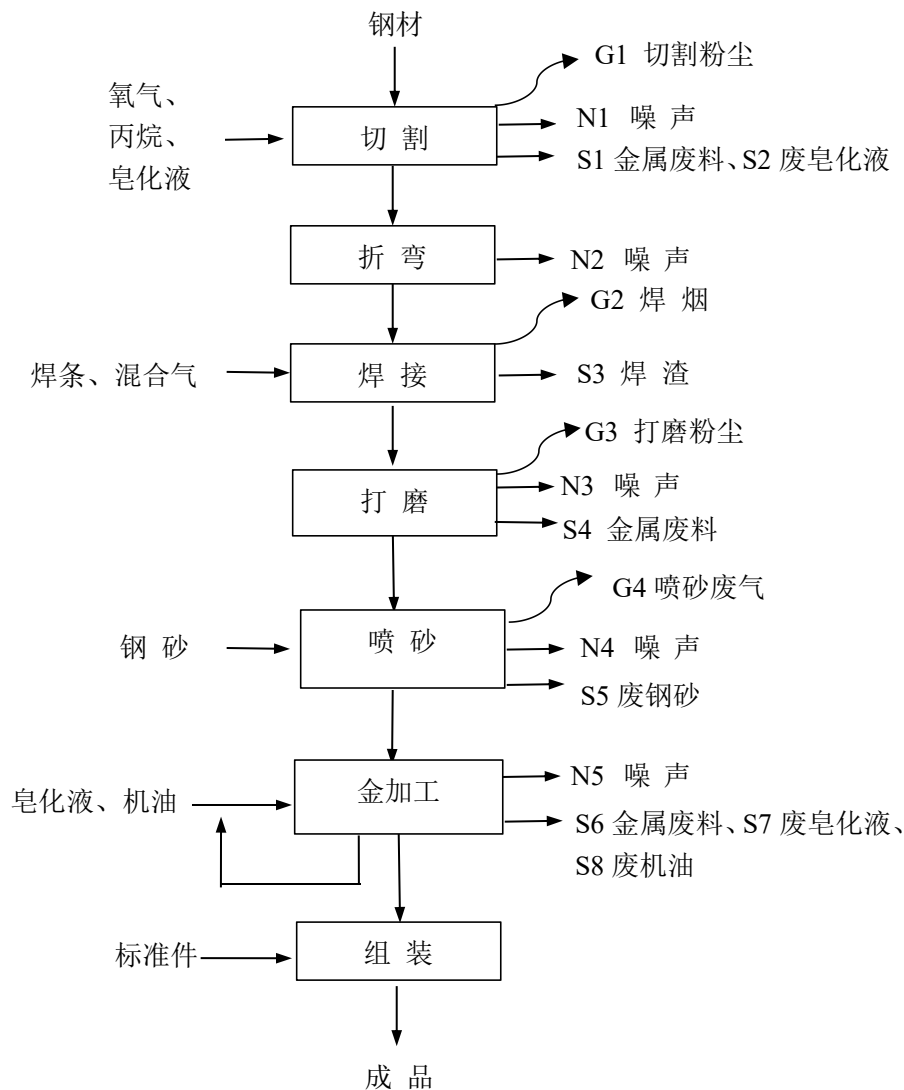 钢材
G1 切割粉尘
氧气、
丙烷、
皂化液
切 割
N1 噪 声
S1 金属废料、S2 废皂化液
折 弯
N2 噪 声
G2 焊 烟
焊条、混合气
焊 接
S3 焊 渣
G3 打磨粉尘
打 磨
N3 噪 声
S4 金属废料
G4 喷砂废气
钢 砂
喷 砂
N4 噪 声
S5 废钢砂
皂化液、机油
金加工
N5 噪 声
S6 金属废料、S7 废皂化液、
S8 废机油
标准件
组 装
成 品